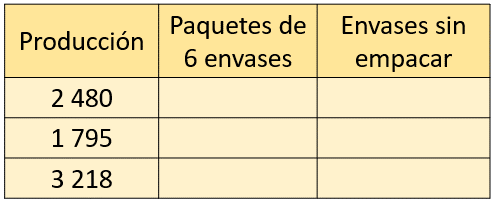 Producción
Paquetes de
6 envases
Envases sin
empacar
2 480
1 795
3 218